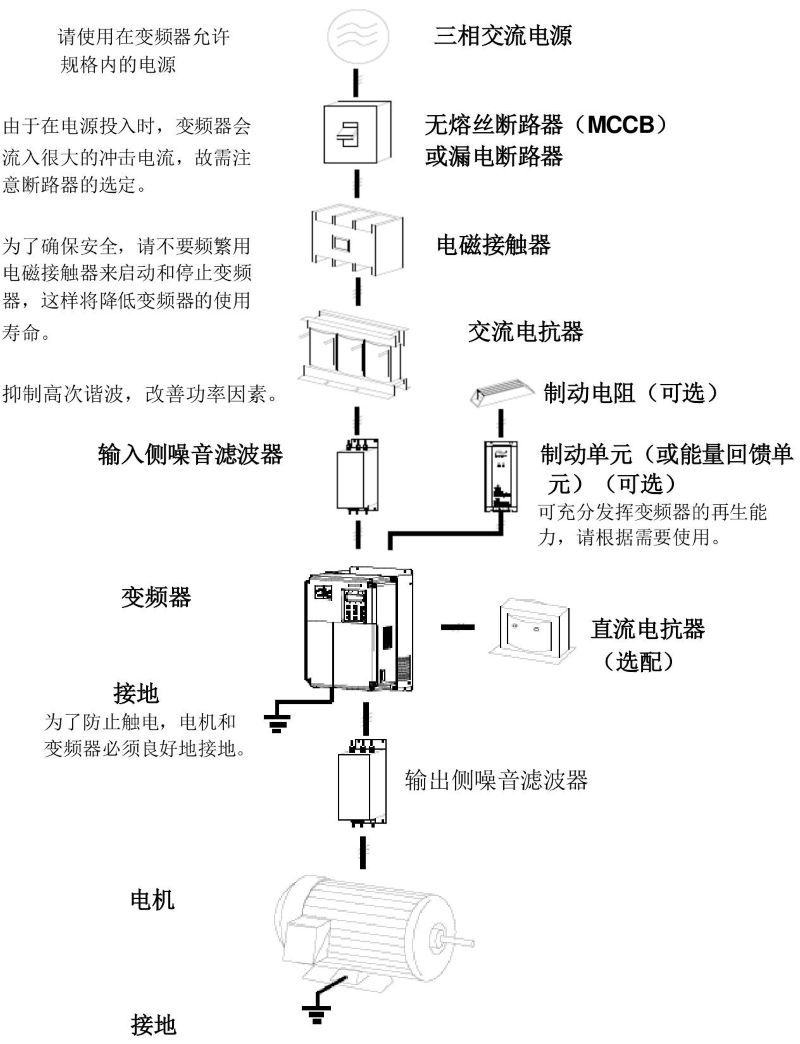 请使用在变频器允许
规格内的电源
三相交流电源
由于在电源投入时，变频器会
流入很大的冲击电流，故需注
意断路器的选定。
无熔丝断路器（MCCB）
或漏电断路器
为了确保安全，请不要频繁用
电磁接触器来启动和停止变频
器，这样将降低变频器的使用
寿命。
电磁接触器
交流电抗器
抑制高次谐波，改善功率因素。
制动电阻（可选）
输入侧噪音滤波器
制动单元（或能量回馈单
元）（可选）
可充分发挥变频器的再生能
力，请根据需要使用。
变频器
直流电抗器
（选配）
接地
为了防止触电，电机和
变频器必须良好地接地。
输出侧噪音滤波器
电机
接地